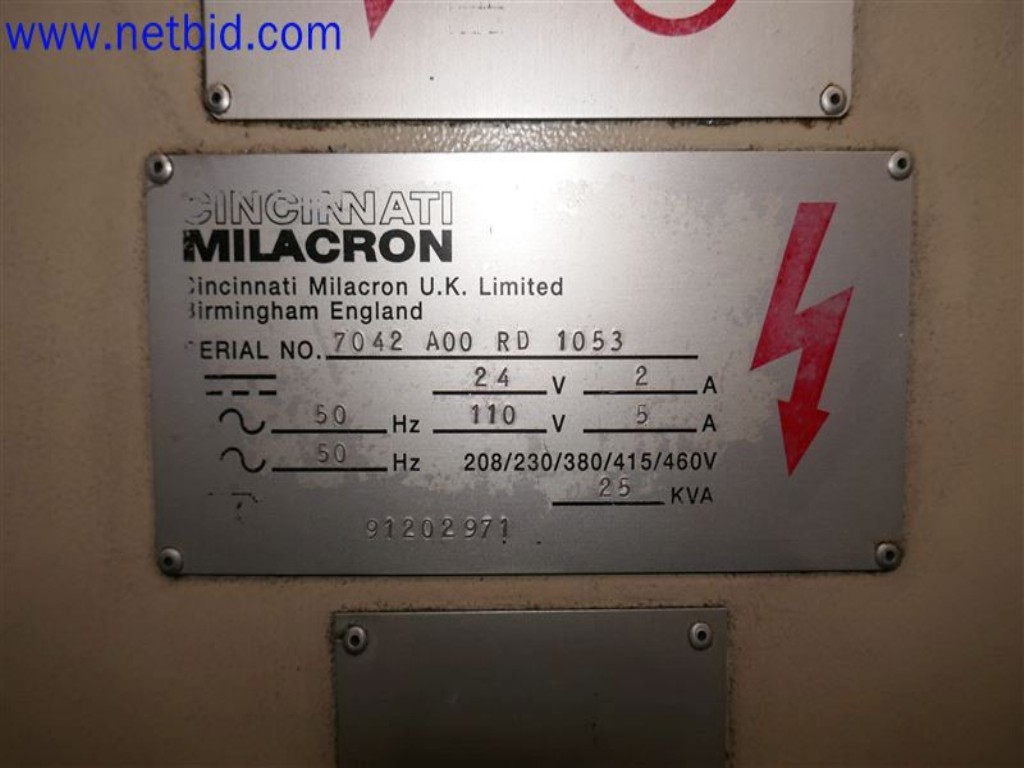 www.netbid.com
CINCINNATI
MILACRON
Cincinnati Milacron U.K. Limited
Birmingham England
SERIAL NO. 7042 A00 RD 1053
24 V 2 A
50 Hz 110 V 5 A
50 Hz 208/230/380/415/460V
25 KVA
91202971